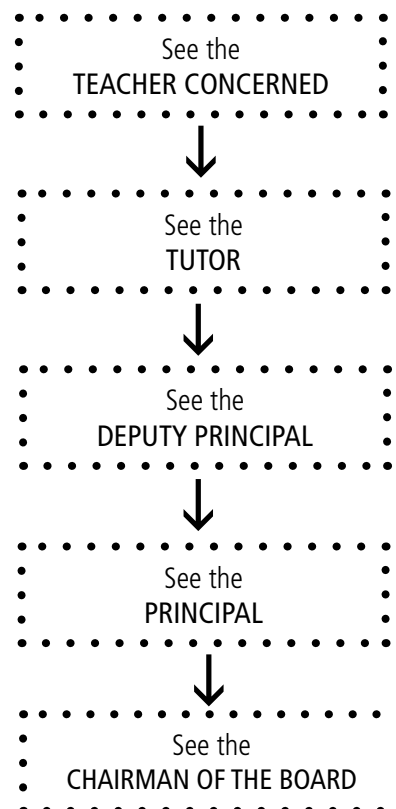 See the
TEACHER CONCERNED
See the
TUTOR
See the
DEPUTY PRINCIPAL
See the
PRINCIPAL
See the
CHAIRMAN OF THE BOARD